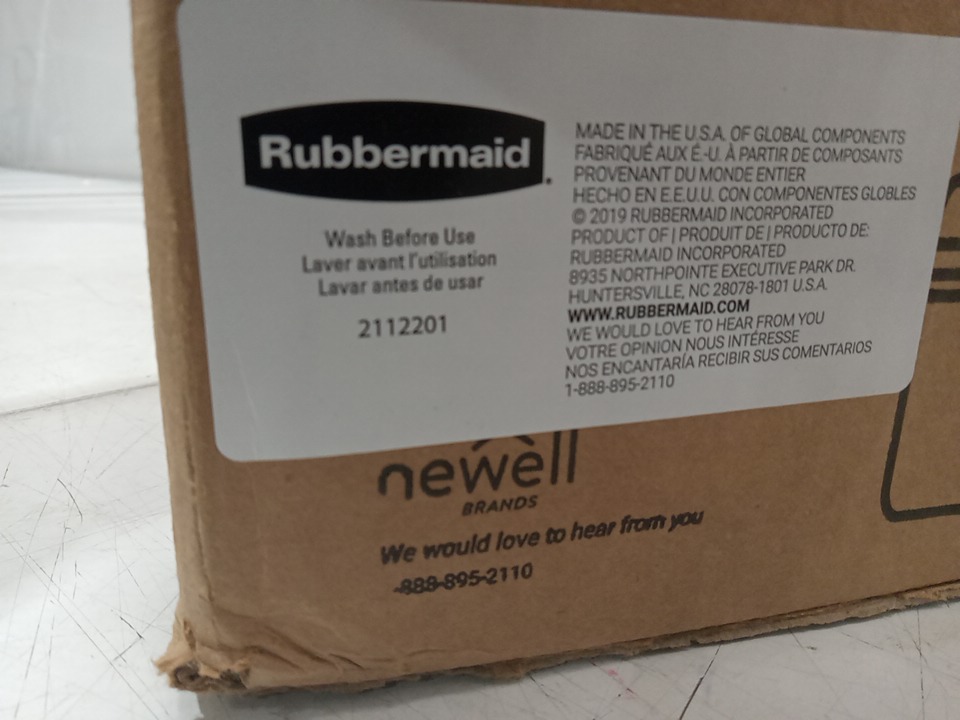 Rubbermaid
Wash Before Use
Laver avant l'utilisation
Lavar antes de usar
2112201
MADE IN THE U.S.A. OF GLOBAL COMPONENTS
FABRIQUÉ AUX É.-U. À PARTIR DE COMPOSANTS
PROVENANT DU MONDE ENTIER
HECHO EN E.E.U.U. CON COMPONENTES GLOBLES
© 2019 RUBBERMAID INCORPORATED
PRODUCT OF | PRODUIT DE | PRODUCTO DE:
RUBBERMAID INCORPORATED
8935 NORTHPOINTE EXECUTIVE PARK DR.
HUNTERSVILLE, NC 28078-1801 U.S.A.
WWW.RUBBERMAID.COM
WE WOULD LOVE TO HEAR FROM YOU
VOTRE OPINION NOUS INTÉRESSE
NOS ENCANTARÍA RECIBIR SUS COMENTARIOS
1-888-895-2110
newell
BRANDS
We would love to hear from you
-888-895-2110